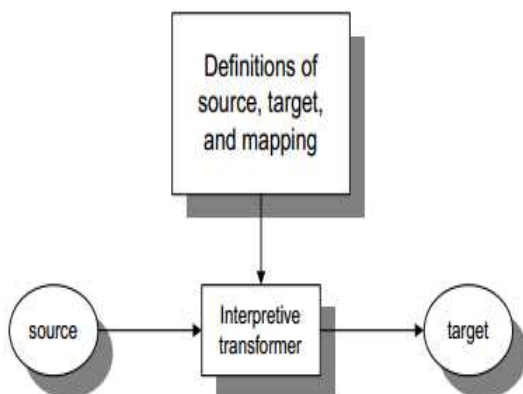 Definitions of
source, target,
and mapping
source
Interpretive
transformer
target